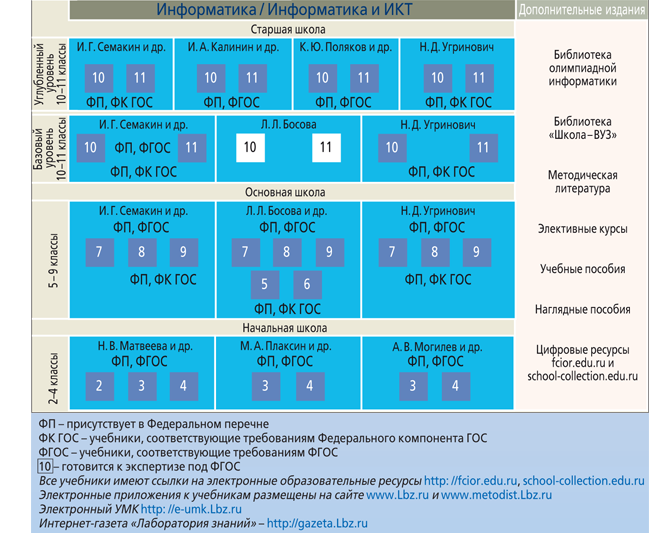 Информатика / Информатика и ИКТ
Дополнительные издания
Старшая школа
Углубленный
уровень
10–11 классы
И. Г. Семакин и др.
10 11
ФП, ФК ГОС
И. А. Калинин и др.
10 11
ФП, ФГОС
К. Ю. Поляков и др.
10 11
ФП, ФГОС
Н. Д. Угринович
10 11
ФП, ФК ГОС
Базовый
уровень
10–11 классы
И. Г. Семакин и др.
10 ФП, ФГОС 11
ФП, ФК ГОС
Л. Л. Босова
10 11
Н. Д. Угринович
10 11
ФП, ФК ГОС
Основная школа
5 – 9 классы
И. Г. Семакин и др.
ФП, ФГОС
7 8 9
ФП, ФК ГОС
Л. Л. Босова и др.
ФП, ФГОС
7 8 9
5 6
ФП, ФК ГОС
Н. Д. Угринович
ФП, ФГОС
7 8 9
ФП, ФК ГОС
Начальная школа
2–4 классы
Н. В. Матвеева и др.
ФП, ФГОС
2 3 4
М. А. Плаксин и др.
ФП, ФГОС
3 4
А. В. Могилев и др.
ФП, ФГОС
3 4
Библиотека
олимпиадной
информатики
Библиотека
«Школа–ВУЗ»
Методическая
литература
Элективные курсы
Учебные пособия
Наглядные пособия
Цифровые ресурсы
fcior.edu.ru и
school-collection.edu.ru
ФП – присутствует в Федеральном перечне
ФК ГОС – учебники, соответствующие требованиям Федерального компонента ГОС
ФГОС – учебники, соответствующие требованиям ФГОС
10 – готовится к экспертизе под ФГОС
Все учебники имеют ссылки на электронные образовательные ресурсы http: //fcior.edu.ru, school-collection.edu.ru
Электронные приложения к учебникам размещены на сайте www.Lbz.ru и www.metodist.Lbz.ru
Электронный УМК http: //e-umk.Lbz.ru
Интернет-газета «Лаборатория знаний» – http://gazeta.Lbz.ru